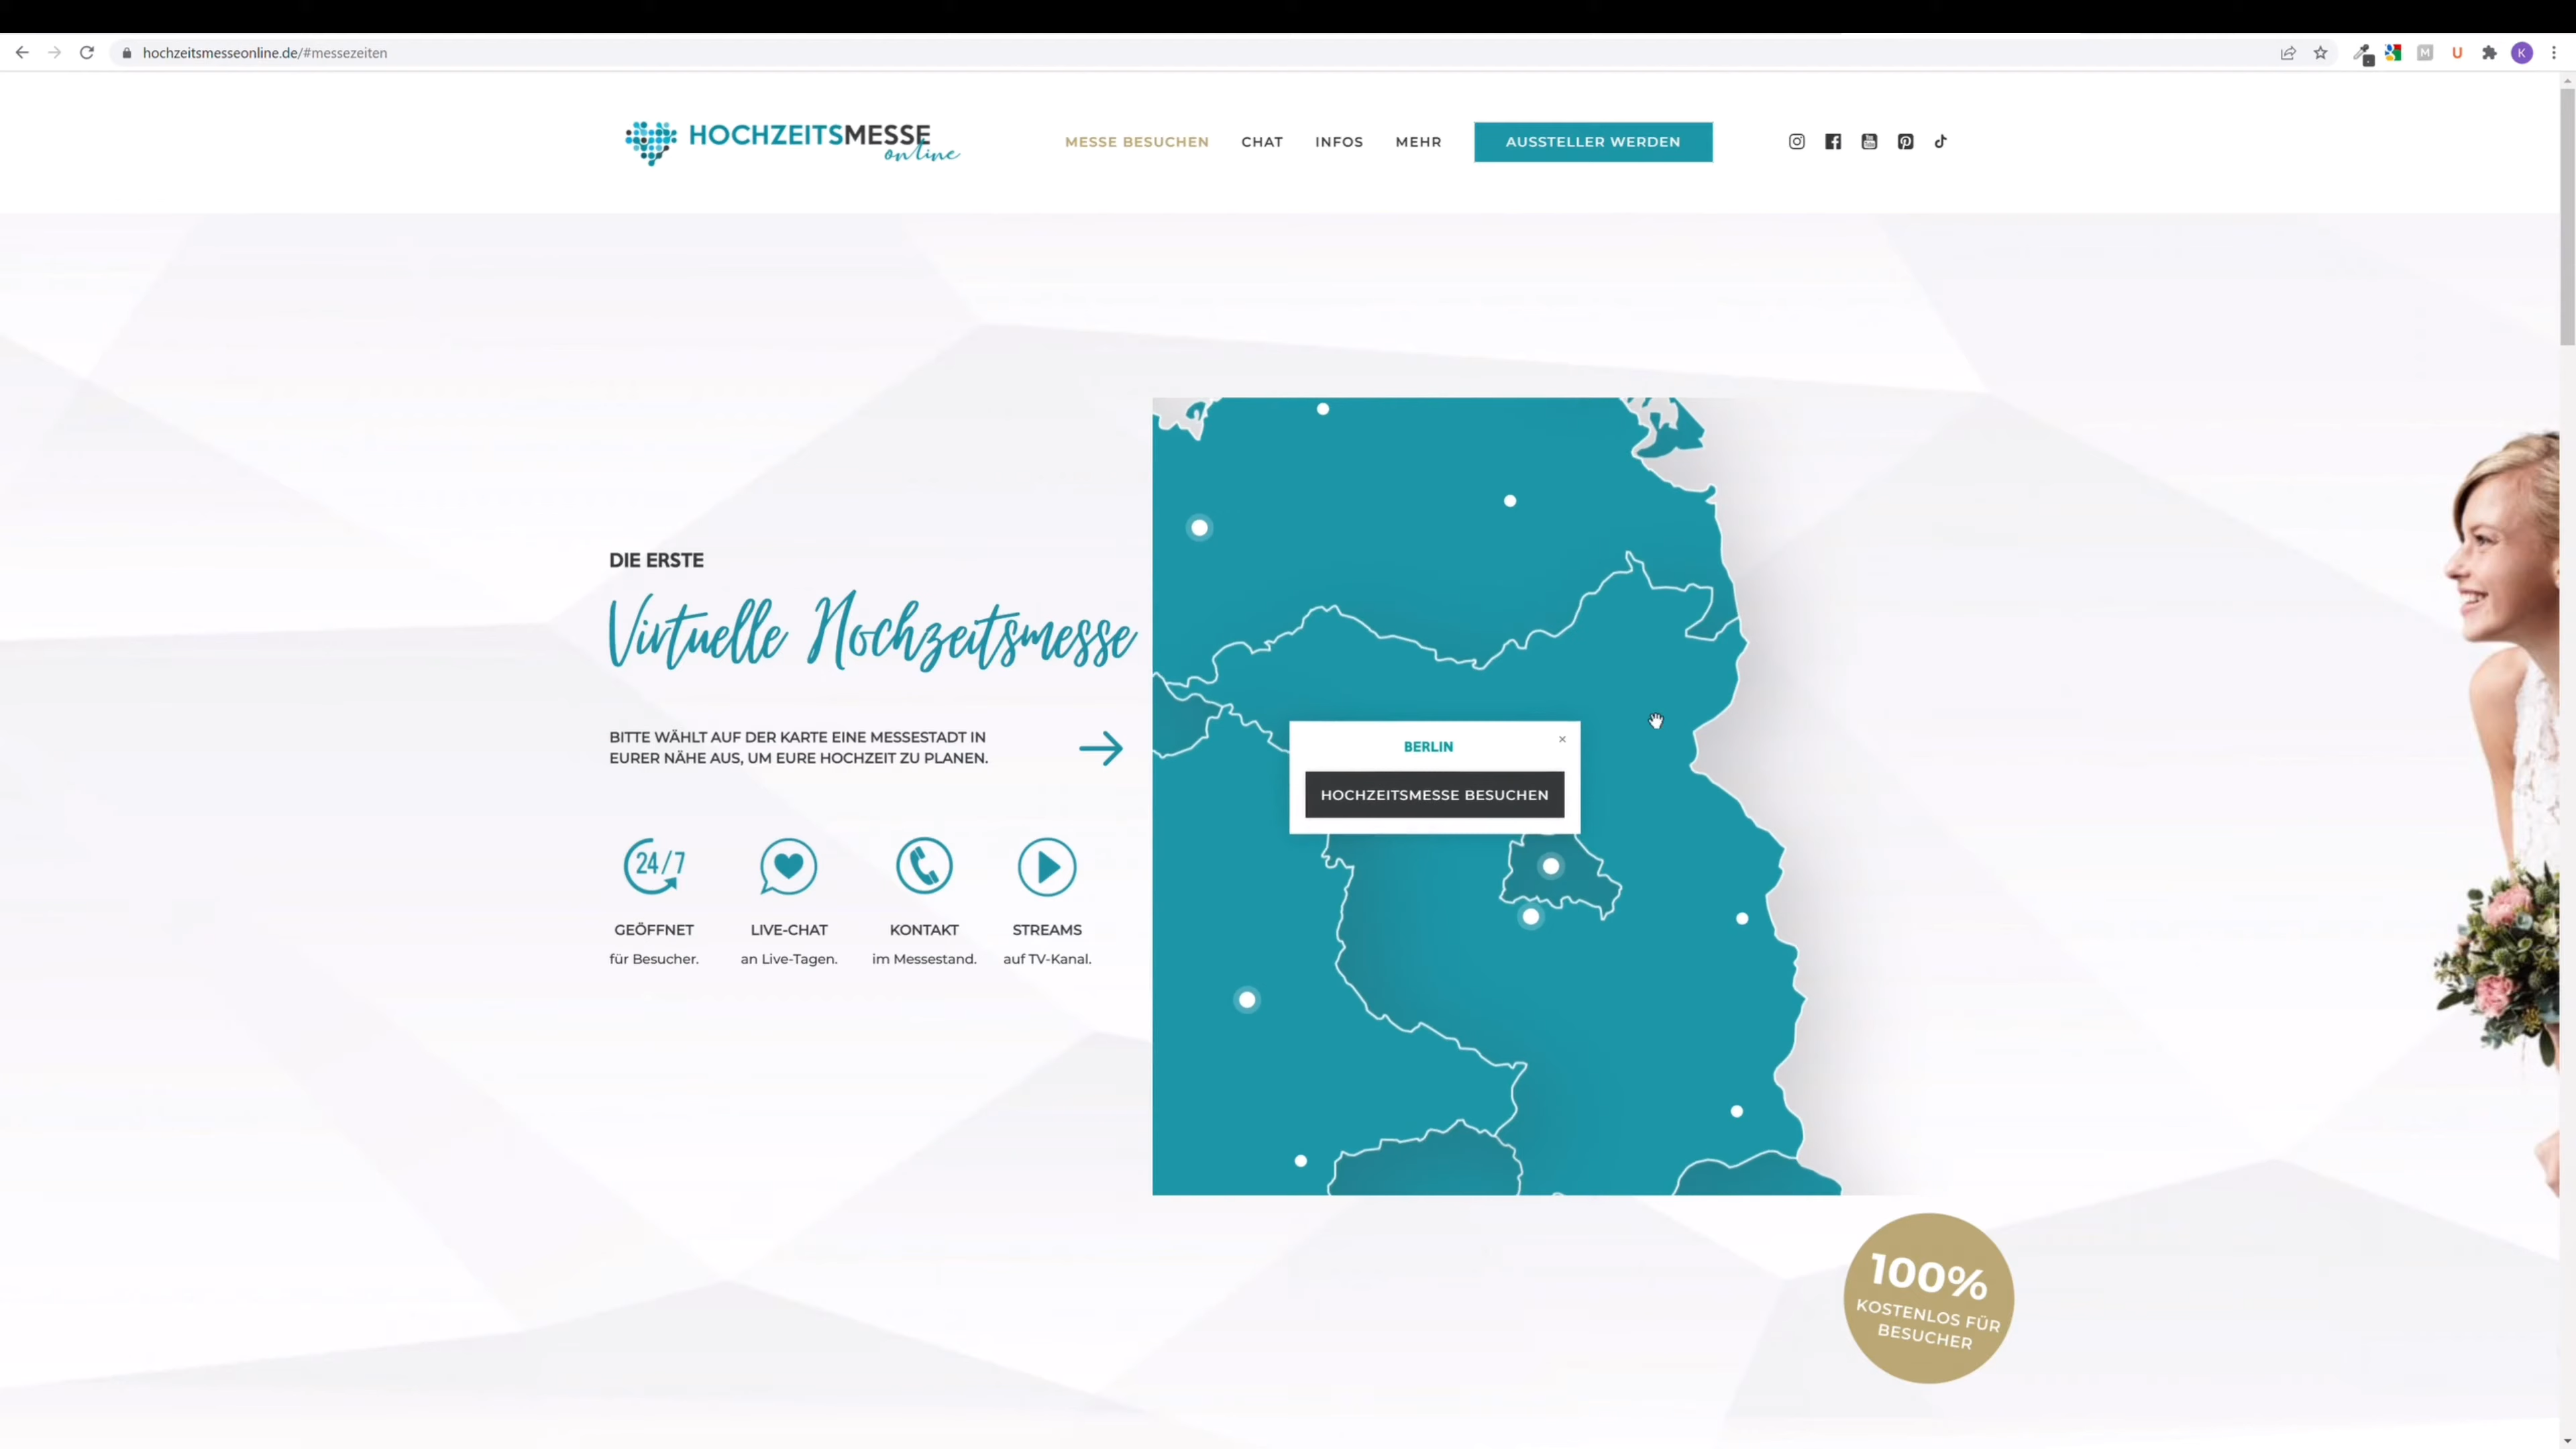 hochzeitsmesseonline.de/#messezeiten
HOCHZEITSMESSE
online
MESSE BESUCHEN
CHAT
INFOS
MEHR
AUSSTELLER WERDEN
DIE ERSTE
Virtuelle Hochzeitsmesse
BITTE WÄHLT AUF DER KARTE EINE MESSESTADT IN
EURER NÄHE AUS, UM EURE HOCHZEIT ZU PLANEN.
24/7
GEÖFFNET
für Besucher.
LIVE-CHAT
an Live-Tagen.
KONTAKT
im Messestand.
STREAMS
auf TV-Kanal.
BERLIN
×
HOCHZEITSMESSE BESUCHEN
100%
KOSTENLOS FÜR
BESUCHER